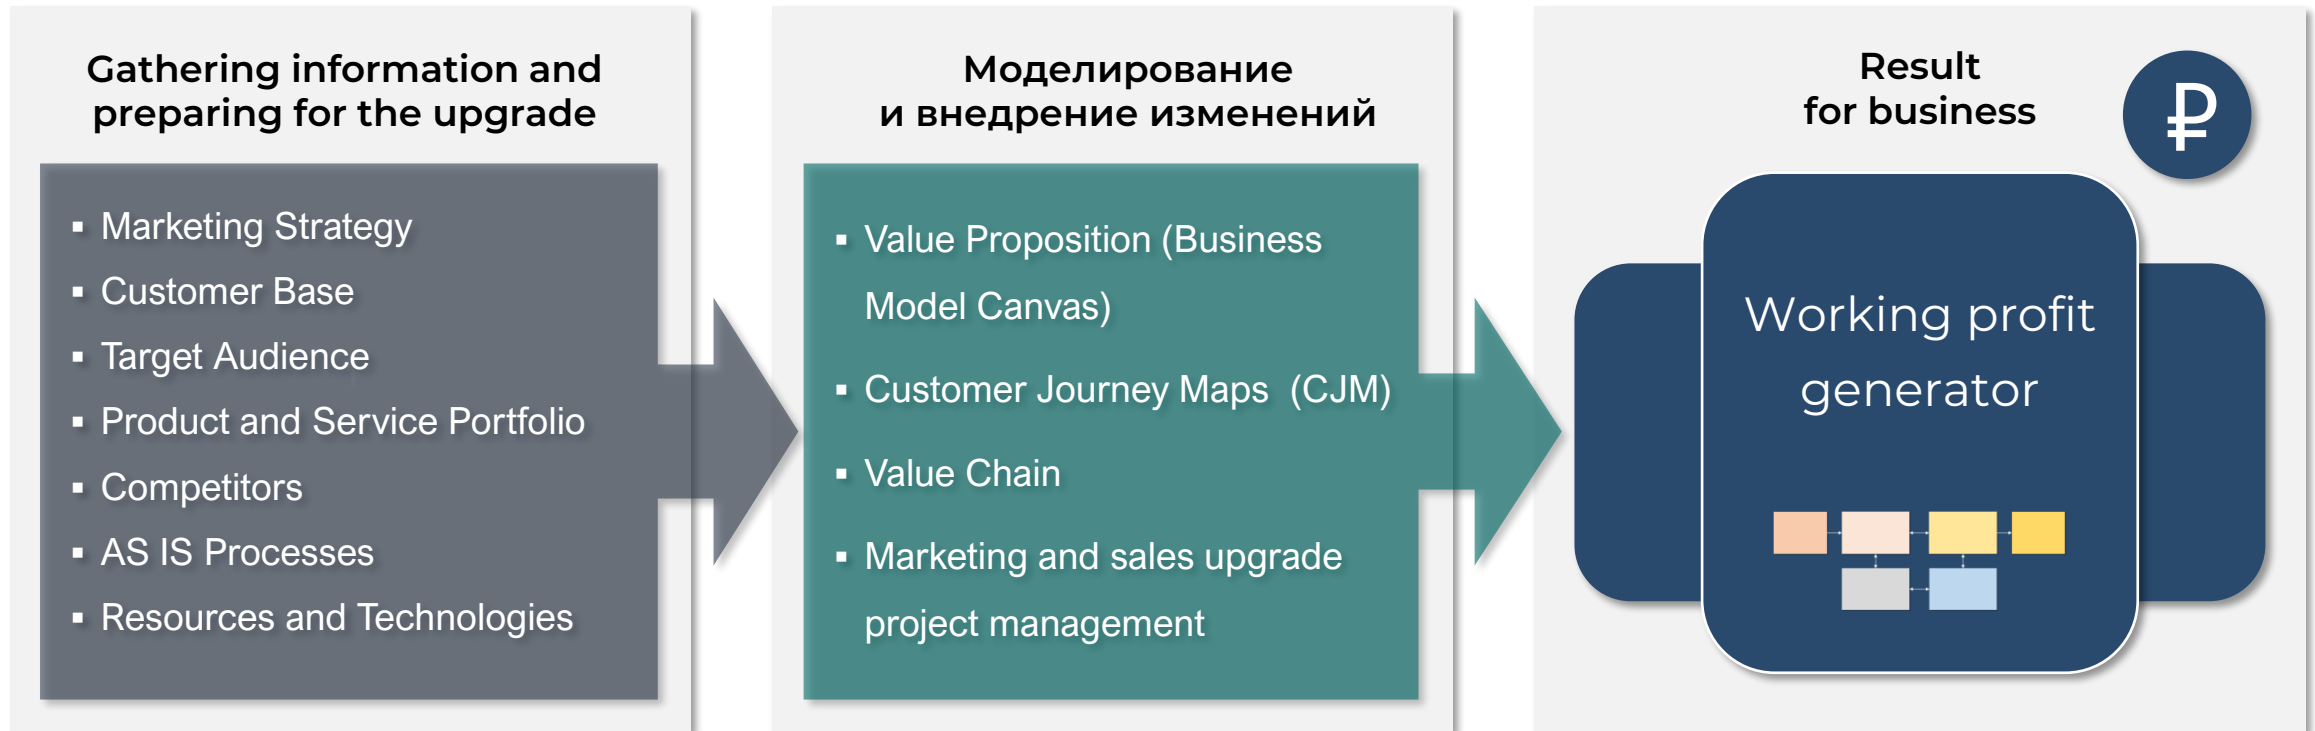 Gathering information and
preparing for the upgrade
▪ Marketing Strategy
▪ Customer Base
▪ Target Audience
▪ Product and Service Portfolio
▪ Competitors
▪ AS IS Processes
▪ Resources and Technologies
Моделирование
и внедрение изменений
▪ Value Proposition (Business
Model Canvas)
▪ Customer Journey Maps  (CJM)
▪ Value Chain
▪ Marketing and sales upgrade
project management
Result
for business
₽
Working profit
generator